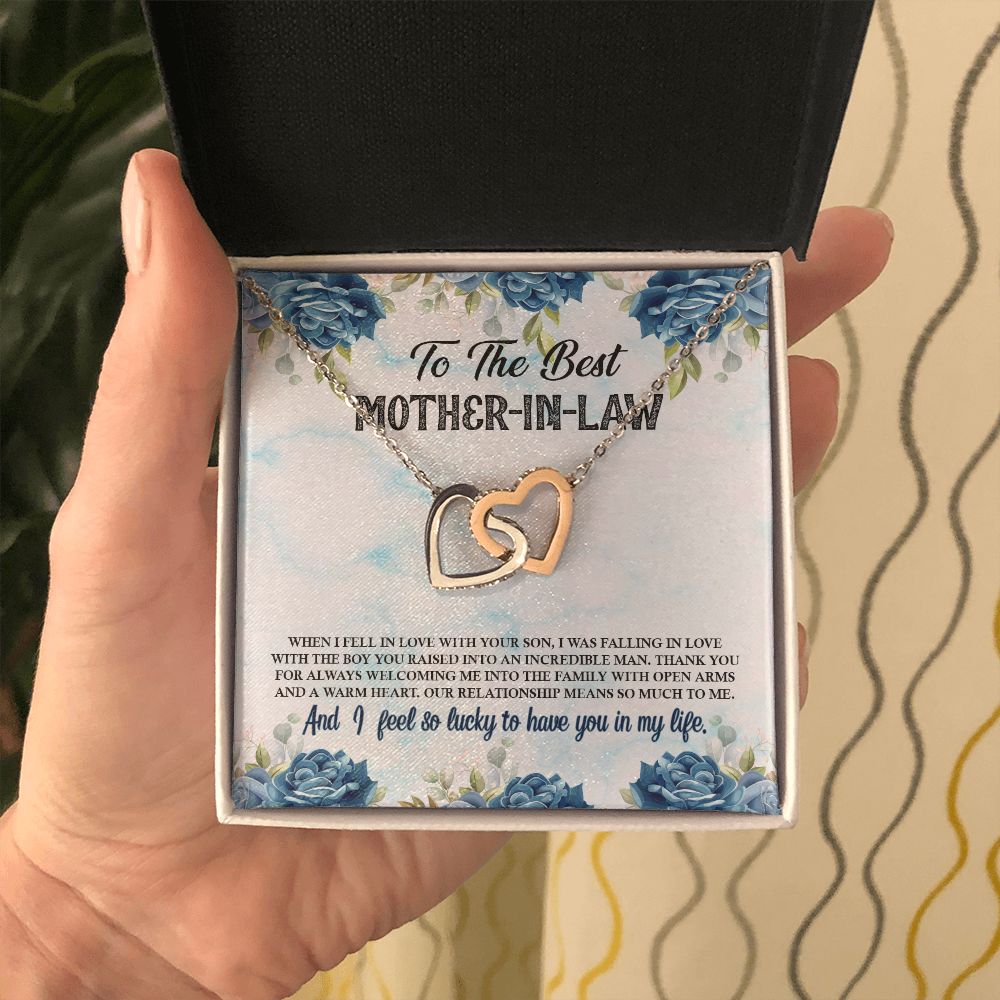 To The Best
MOTHER-IN-LAW
WHEN I FELL IN LOVE WITH YOUR SON, I WAS FALLING IN LOVE
WITH THE BOY YOU RAISED INTO AN INCREDIBLE MAN. THANK YOU
FOR ALWAYS WELCOMING ME INTO THE FAMILY WITH OPEN ARMS
AND A WARM HEART. OUR RELATIONSHIP MEANS SO MUCH TO ME.
And I feel so lucky to have you in my life.